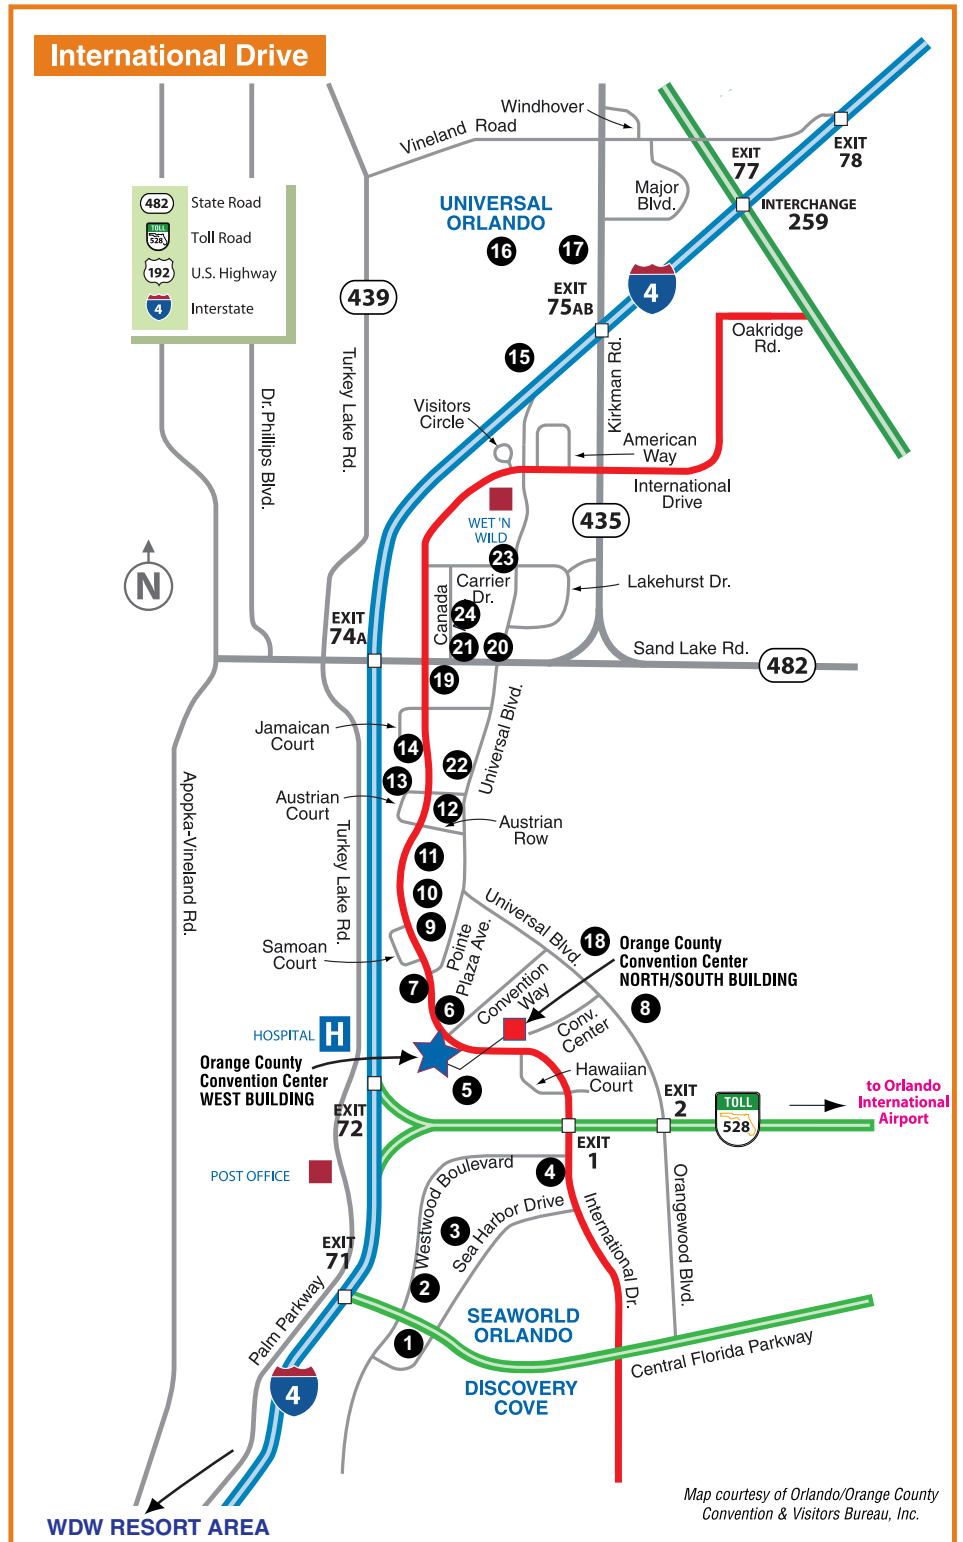 International Drive
482 State Road
TOLL
528 Toll Road
192 U.S. Highway
4 Interstate
Windhover
Vineland Road
EXIT
78
EXIT
77
INTERCHANGE
259
Major
Blvd.
UNIVERSAL
ORLANDO
16
17
EXIT
75AB
4
439
Oakridge
Rd.
15
Turkey Lake Rd.
Dr. Phillips Blvd.
Kirkman Rd.
Visitors
Circle
American
Way
International
Drive
WET 'N
WILD
435
23
N
Carrier
Dr.
Canada
Lakehurst Dr.
24
EXIT
74A
21
20
Sand Lake Rd.
482
19
Universal Blvd.
Jamaican
Court
14
22
13
Austrian
Court
12
Austrian
Row
Apopka-Vineland Rd.
Turkey Lake Rd.
11
10
9
Universal Blvd.
Pointe
Plaza Ave.
18
Orange County
Convention Center
NORTH/SOUTH BUILDING
Samoan
Court
7
6
Convention
Way
8
Conv.
Center
HOSPITAL H
Orange County
Convention Center
WEST BUILDING
5
Hawaiian
Court
EXIT
72
EXIT
2
TOLL
528
to Orlando
International
Airport
EXIT
1
POST OFFICE
Westwood Boulevard
4
Sea Harbor Drive
3
International Dr.
Orangewood Blvd.
EXIT
71
2
Palm Parkway
1
SEAWORLD
ORLANDO
Central Florida Parkway
4
DISCOVERY
COVE
WDW RESORT AREA
Map courtesy of Orlando/Orange County
Convention & Visitors Bureau, Inc.